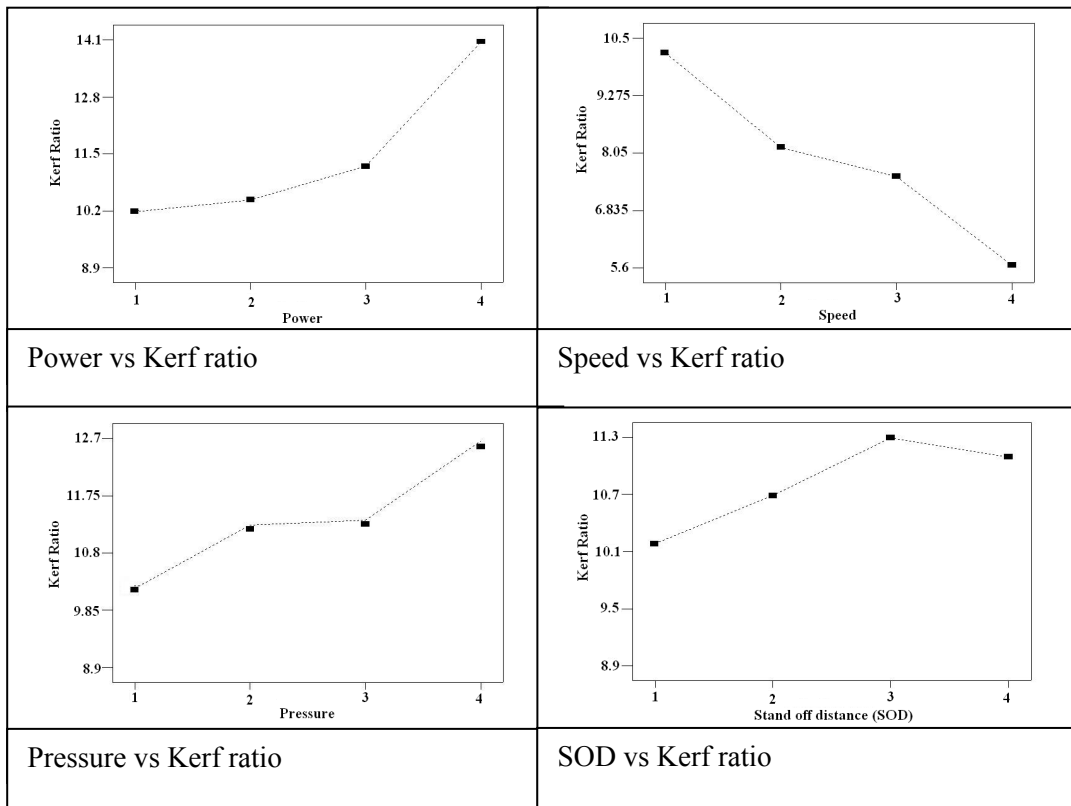 14.1
12.8
11.5
10.2
8.9
Kerf Ratio
1 2 3 4
Power
Power vs Kerf ratio
10.5
9.275
8.05
6.835
5.6
Kerf Ratio
1 2 3 4
Speed
Speed vs Kerf ratio
12.7
11.75
10.8
9.85
8.9
Kerf Ratio
1 2 3 4
Pressure
Pressure vs Kerf ratio
11.3
10.7
10.1
9.5
8.9
Kerf Ratio
1 2 3 4
Stand off distance (SOD)
SOD vs Kerf ratio